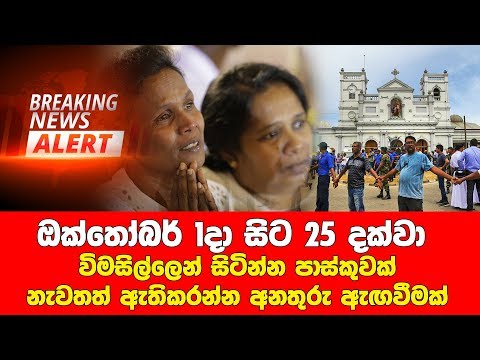 BREAKING
NEWS
ALERT
ඔක්තෝබර් 1දා සිට 25 දක්වා
විමසිල්ලෙන් සිටින්න පාස්කුවක්
නැවතත් ඇතිකරන්න අනතුරු ඇඟවීමක්